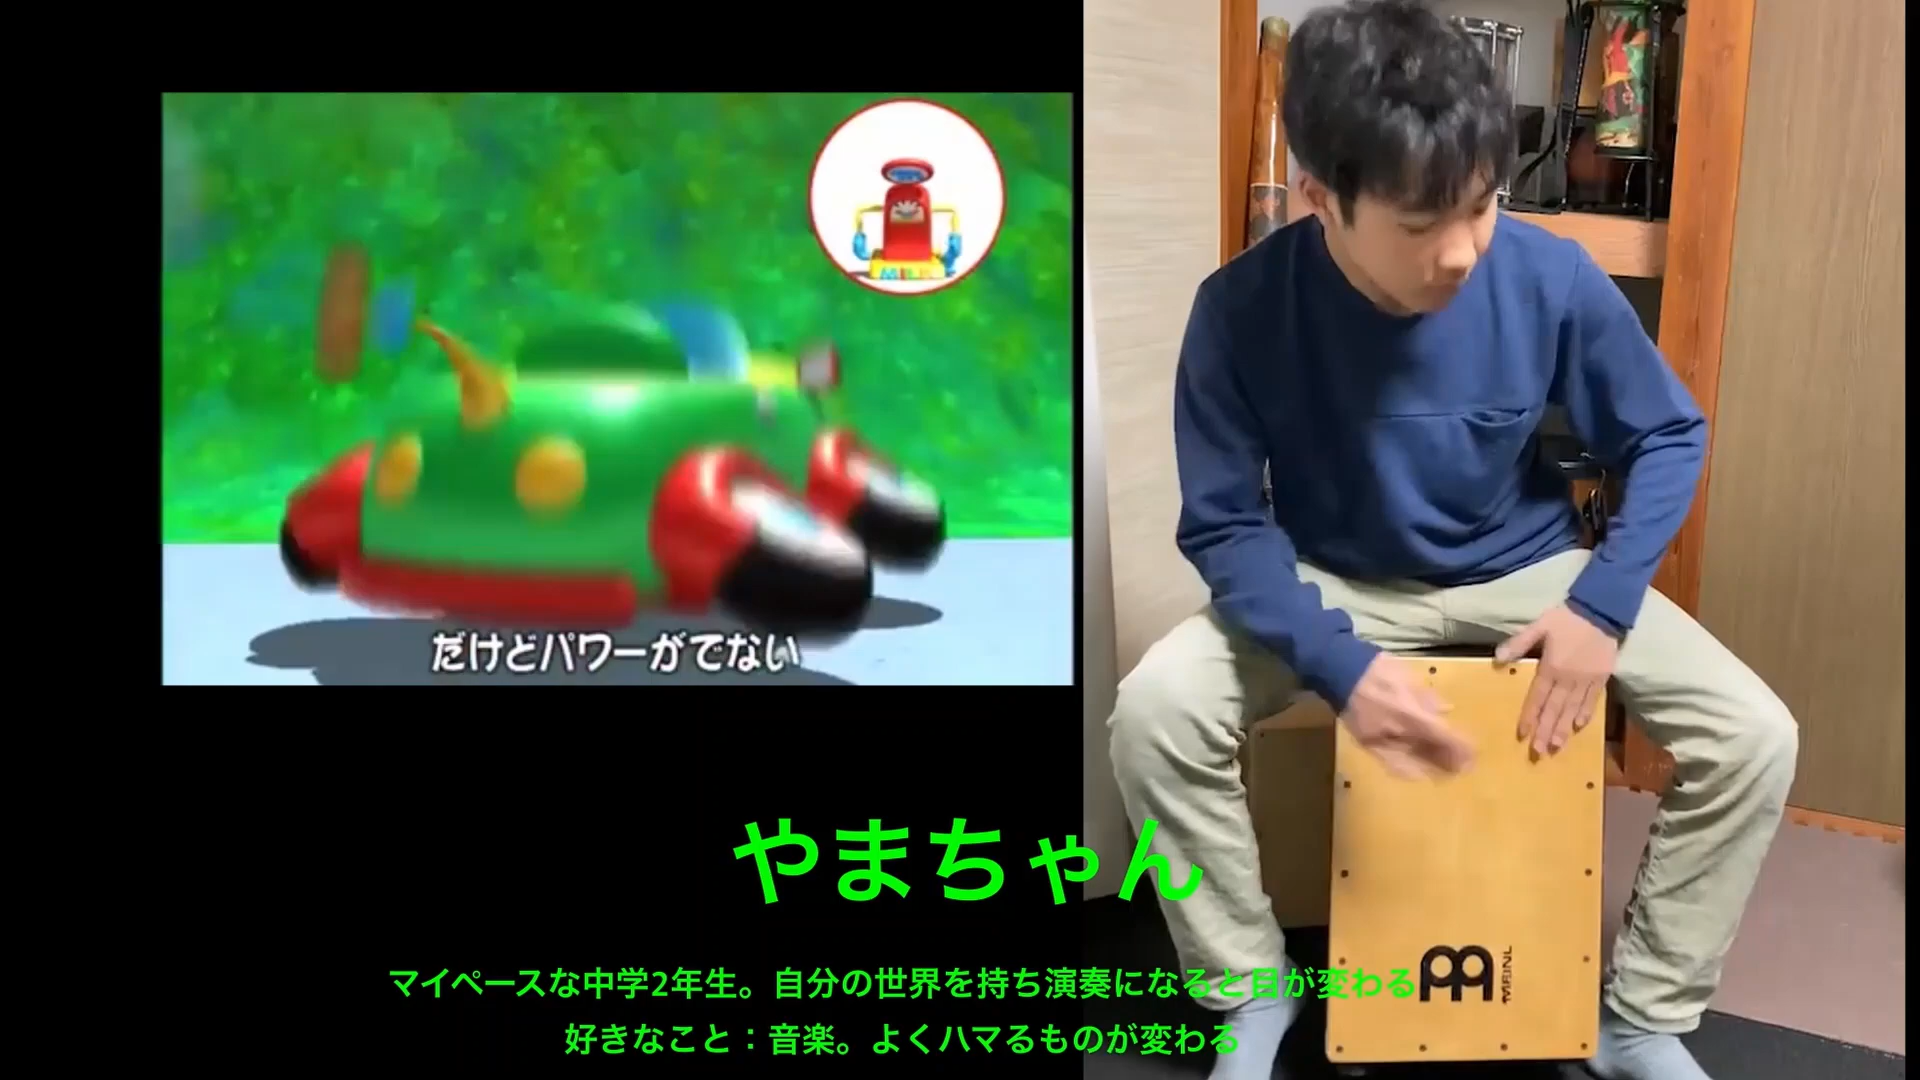 だけどパワーがでない
やまちゃん
マイペースな中学2年生。自分の世界を持ち演奏になると目が変わる
好きなこと：音楽。よくハマるものが変わる
MEINL